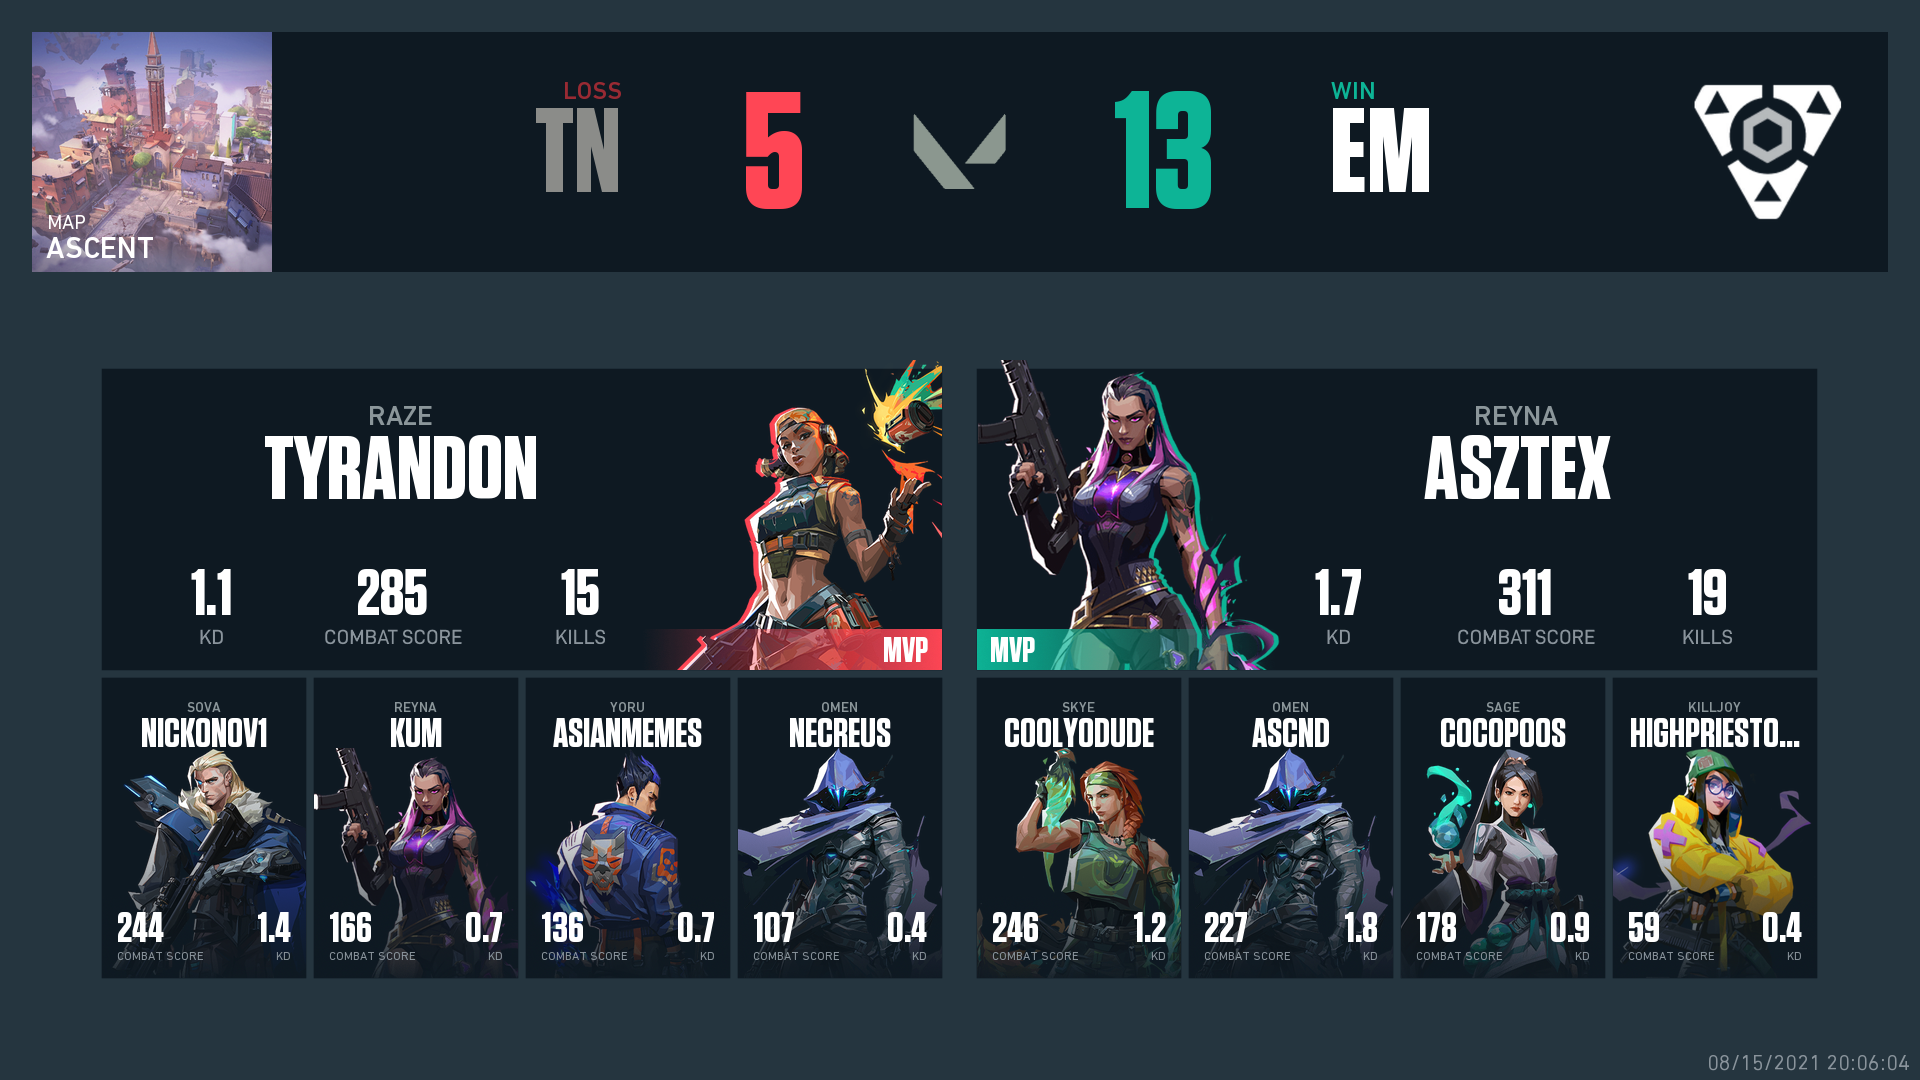 MAP
ASCENT
LOSS
TN
5
13
WIN
EM
RAZE
TYRANDON
1.1
KD
285
COMBAT SCORE
15
KILLS
MVP
REYNA
ASZTEX
1.7
KD
311
COMBAT SCORE
19
KILLS
MVP
SOVA
NICKONOV1
244
COMBAT SCORE
1.4
KD
REYNA
KUM
166
COMBAT SCORE
0.7
KD
YORU
ASIANMEMES
136
COMBAT SCORE
0.7
KD
OMEN
NECREUS
107
COMBAT SCORE
0.4
KD
SKYE
COOLYODUDE
246
COMBAT SCORE
1.2
KD
OMEN
ASCND
227
COMBAT SCORE
1.8
KD
SAGE
COCOPOOS
178
COMBAT SCORE
0.9
KD
KILLJOY
HIGHPRIESTO...
59
COMBAT SCORE
0.4
KD
08/15/2021 20:06:04